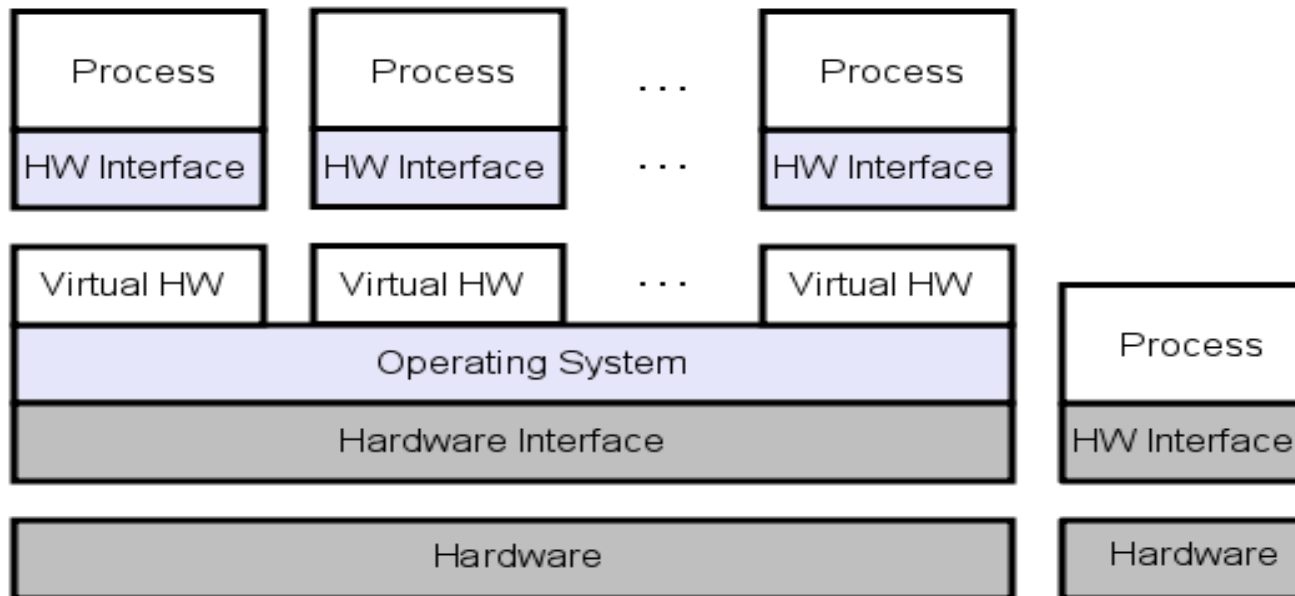 Process Process ... Process
HW Interface HW Interface ... HW Interface
Virtual HW Virtual HW ... Virtual HW
Operating System Process
Hardware Interface HW Interface
Hardware Hardware